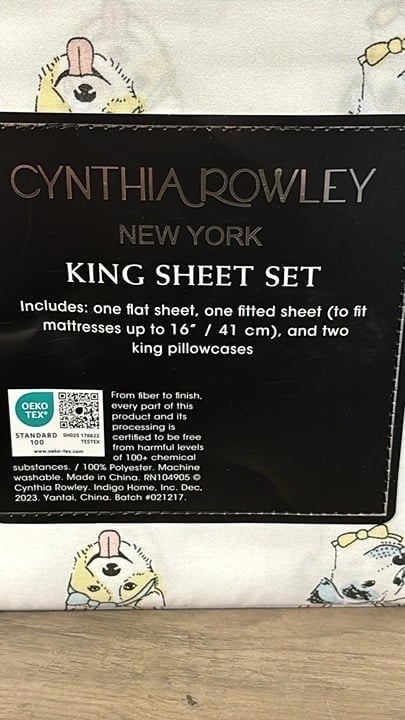 CYNTHIA ROWLEY
NEW YORK
KING SHEET SET
Includes: one flat sheet, one fitted sheet (to fit
mattresses up to 16" / 41 cm), and two
king pillowcases
OEKO
TEX®
STANDARD
100
SH025 176622
TESTEX
www.oeko-tex.com
From fiber to finish,
every part of this
product and its
processing is
certified to be free
from harmful levels
of 100+ chemical
substances. / 100% Polyester. Machine
washable. Made in China. RN104905 ©
Cynthia Rowley. Indigo Home, Inc. Dec,
2023. Yantai, China. Batch #021217.